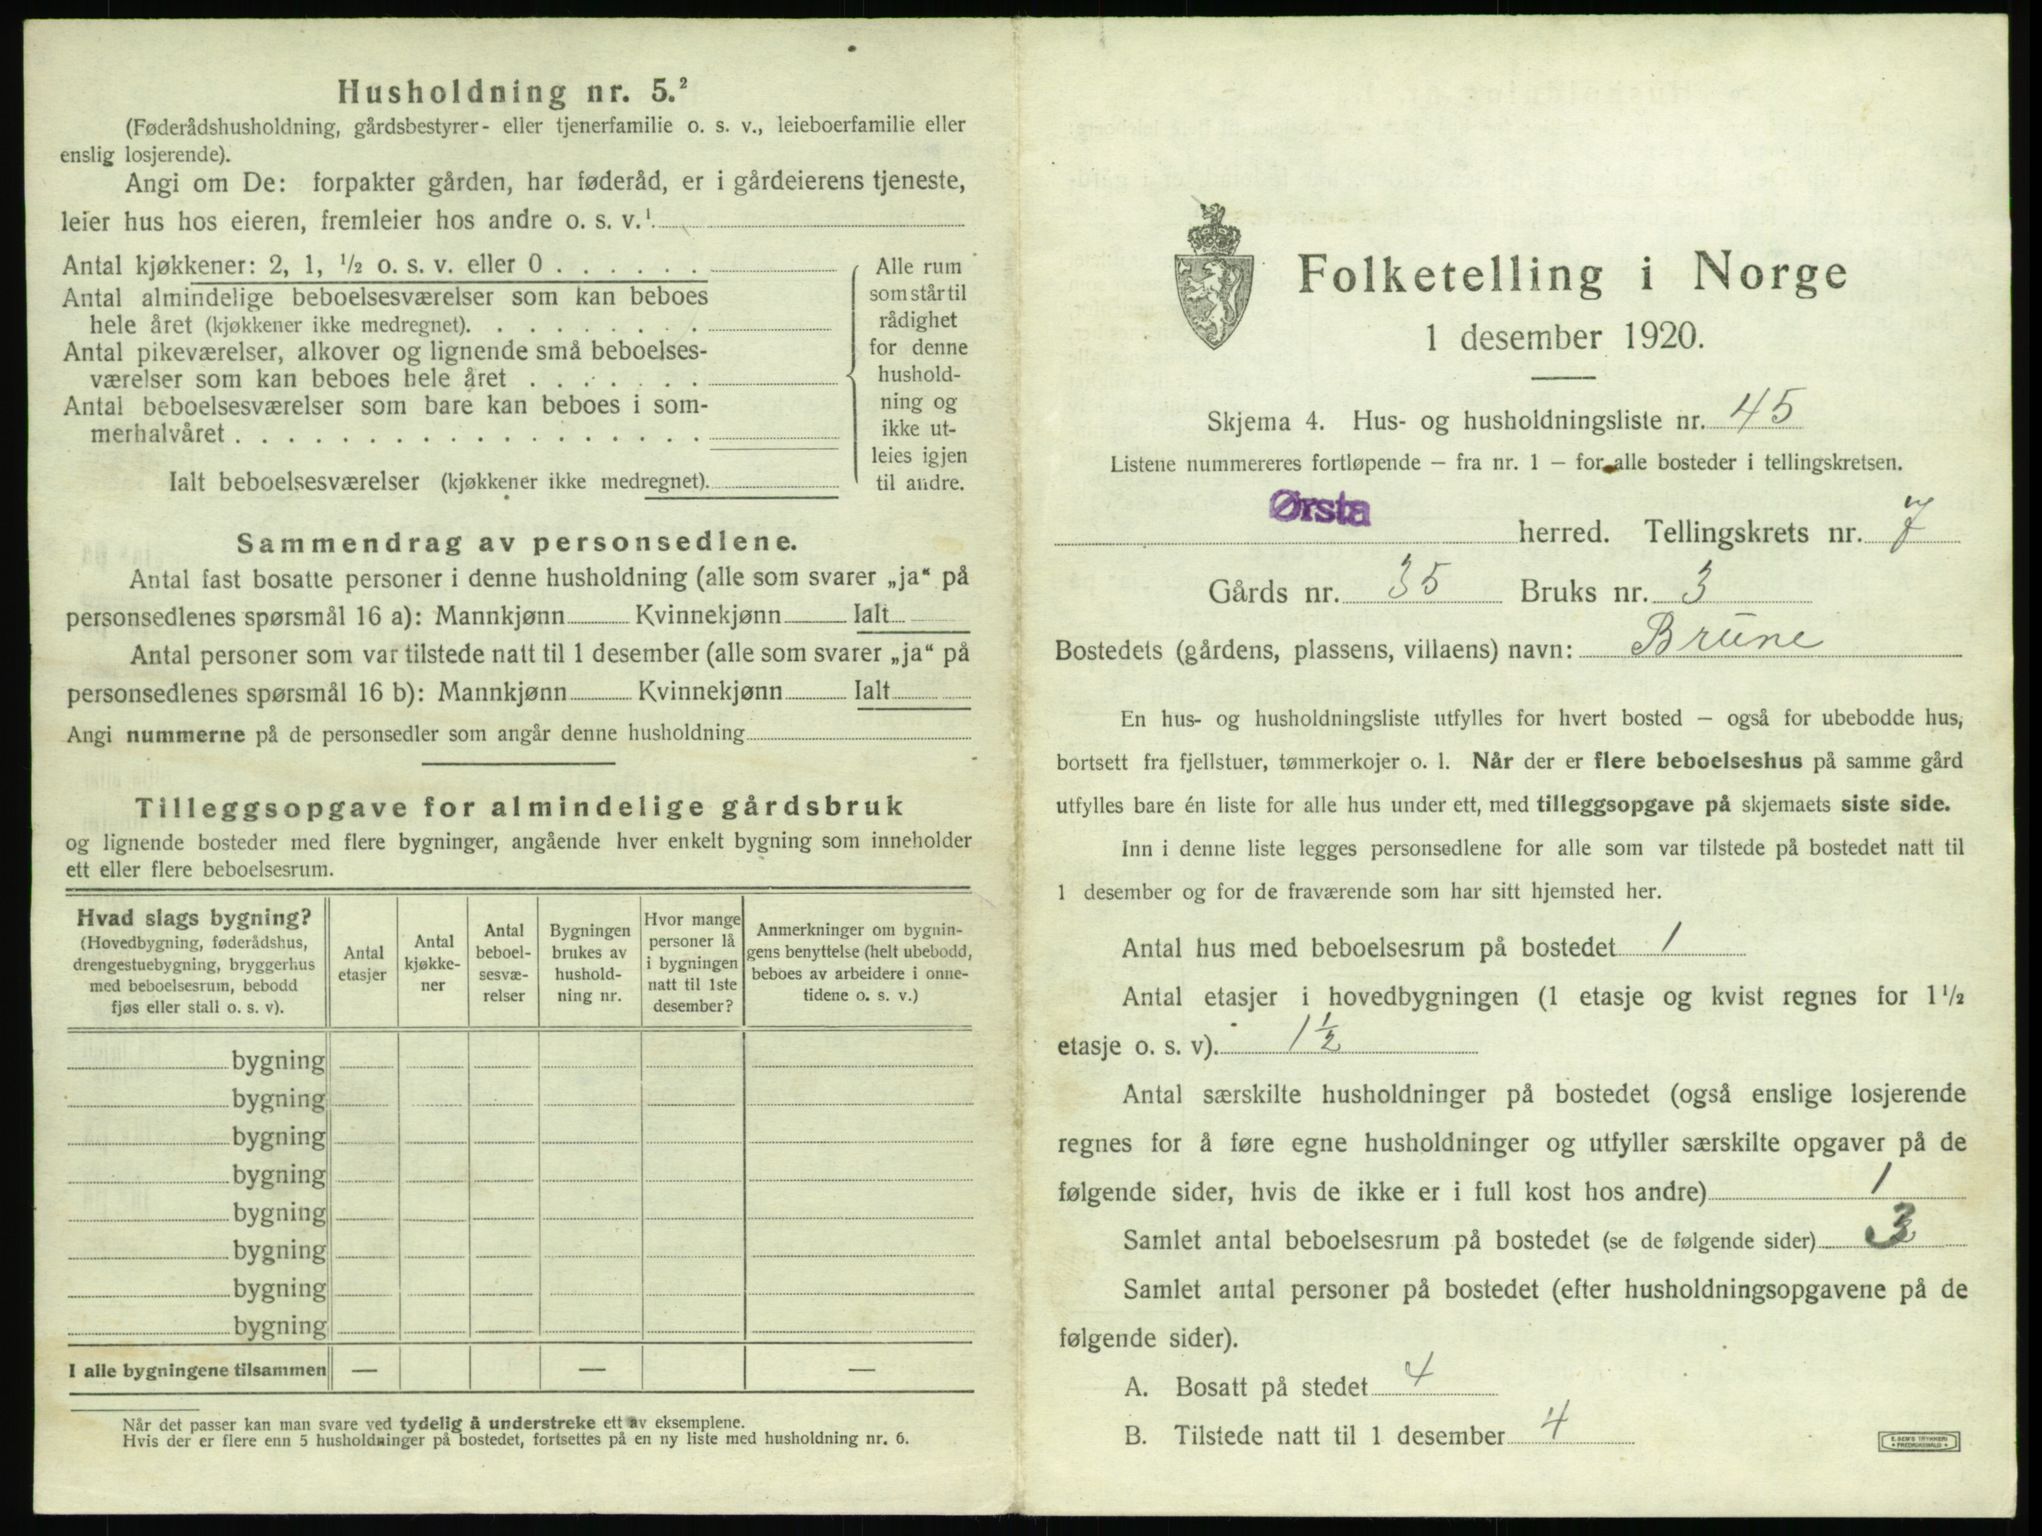 Husholdning nr. 5.²
(Føderådshusholdning, gårdsbestyrer- eller tjenerfamilie o. s. v., leieboerfamilie eller
enslig losjerende).
Angi om De: forpakter gården, har føderåd, er i gårdeierens tjeneste,
leier hus hos eieren, fremleier hos andre o. s. v.¹
Antal kjøkkener: 2, 1, ½ o. s. v. eller 0 . . . . . .
Antal almindelige beboelsesværelser som kan beboes
hele året (kjøkkener ikke medregnet). . . . . . . . .
Antal pikeværelser, alkover og lignende små beboelses-
værelser som kan beboes hele året . . . . . . .
Antal beboelsesværelser som bare kan beboes i som-
merhalvåret . . . . . . . . . . . . . . . . . .
Ialt beboelsesværelser (kjøkkener ikke medregnet).
Alle rum
som står til
rådighet
for denne
hushold-
ning og
ikke ut-
leies igjen
til andre.
Sammendrag av personsedlene.
Antal fast bosatte personer i denne husholdning (alle som svarer „ja“ på
personsedlenes spørsmål 16 a): Mannkjønn Kvinnekjønn Ialt
Antal personer som var tilstede natt til 1 desember (alle som svarer „ja“ på
personsedlenes spørsmål 16 b): Mannkjønn Kvinnekjønn Ialt
Angi nummerne på de personsedler som angår denne husholdning
Tilleggsopgave for almindelige gårdsbruk
og lignende bosteder med flere bygninger, angående hver enkelt bygning som inneholder
ett eller flere beboelsesrum.
Hvad slags bygning?
(Hovedbygning, føderådshus,
drengestuebygning, bryggerhus
med beboelsesrum, bebodd
fjøs eller stall o. s. v).
Antal
etasjer
Antal
kjøkke-
ner
Antal
beboel-
sesvæ-
relser
Bygningen
brukes av
hushold-
ning nr.
Hvor mange
personer lå
i bygningen
natt til 1ste
desember?
Anmerkninger om bygnin-
gens benyttelse (helt ubebodd,
beboes av arbeidere i onne-
tidene o. s. v.)
bygning
bygning
bygning
bygning
bygning
bygning
bygning
bygning
I alle bygningene tilsammen — — —
Når det passer kan man svare ved tydelig å understreke ett av eksemplene.
Hvis der er flere enn 5 husholdninger på bostedet, fortsettes på en ny liste med husholdning nr. 6.
Folketelling i Norge
1 desember 1920.
Skjema 4. Hus- og husholdningsliste nr. 45
Listene nummereres fortløpende – fra nr. 1 – for alle bosteder i tellingskretsen.
Ørsta herred. Tellingskrets nr. 7
Gårds nr. 35 Bruks nr. 3
Bostedets (gårdens, plassens, villaens) navn: Brune
En hus- og husholdningsliste utfylles for hvert bosted – også for ubebodde hus,
bortsett fra fjellstuer, tømmerkojer o. l. Når der er flere beboelseshus på samme gård
utfylles bare én liste for alle hus under ett, med tilleggsopgave på skjemaets siste side.
Inn i denne liste legges personsedlene for alle som var tilstede på bostedet natt til
1 desember og for de fraværende som har sitt hjemsted her.
Antal hus med beboelsesrum på bostedet 1
Antal etasjer i hovedbygningen (1 etasje og kvist regnes for 1½
etasje o. s. v). 1½
Antal særskilte husholdninger på bostedet (også enslige losjerende
regnes for å føre egne husholdninger og utfyller særskilte opgaver på de
følgende sider, hvis de ikke er i full kost hos andre) 1
Samlet antal beboelsesrum på bostedet (se de følgende sider) 3
Samlet antal personer på bostedet (efter husholdningsopgavene på de
følgende sider).
A. Bosatt på stedet 4
B. Tilstede natt til 1 desember 4
E. SEM'S TRYKKERI
• FREDRIKSHALD •